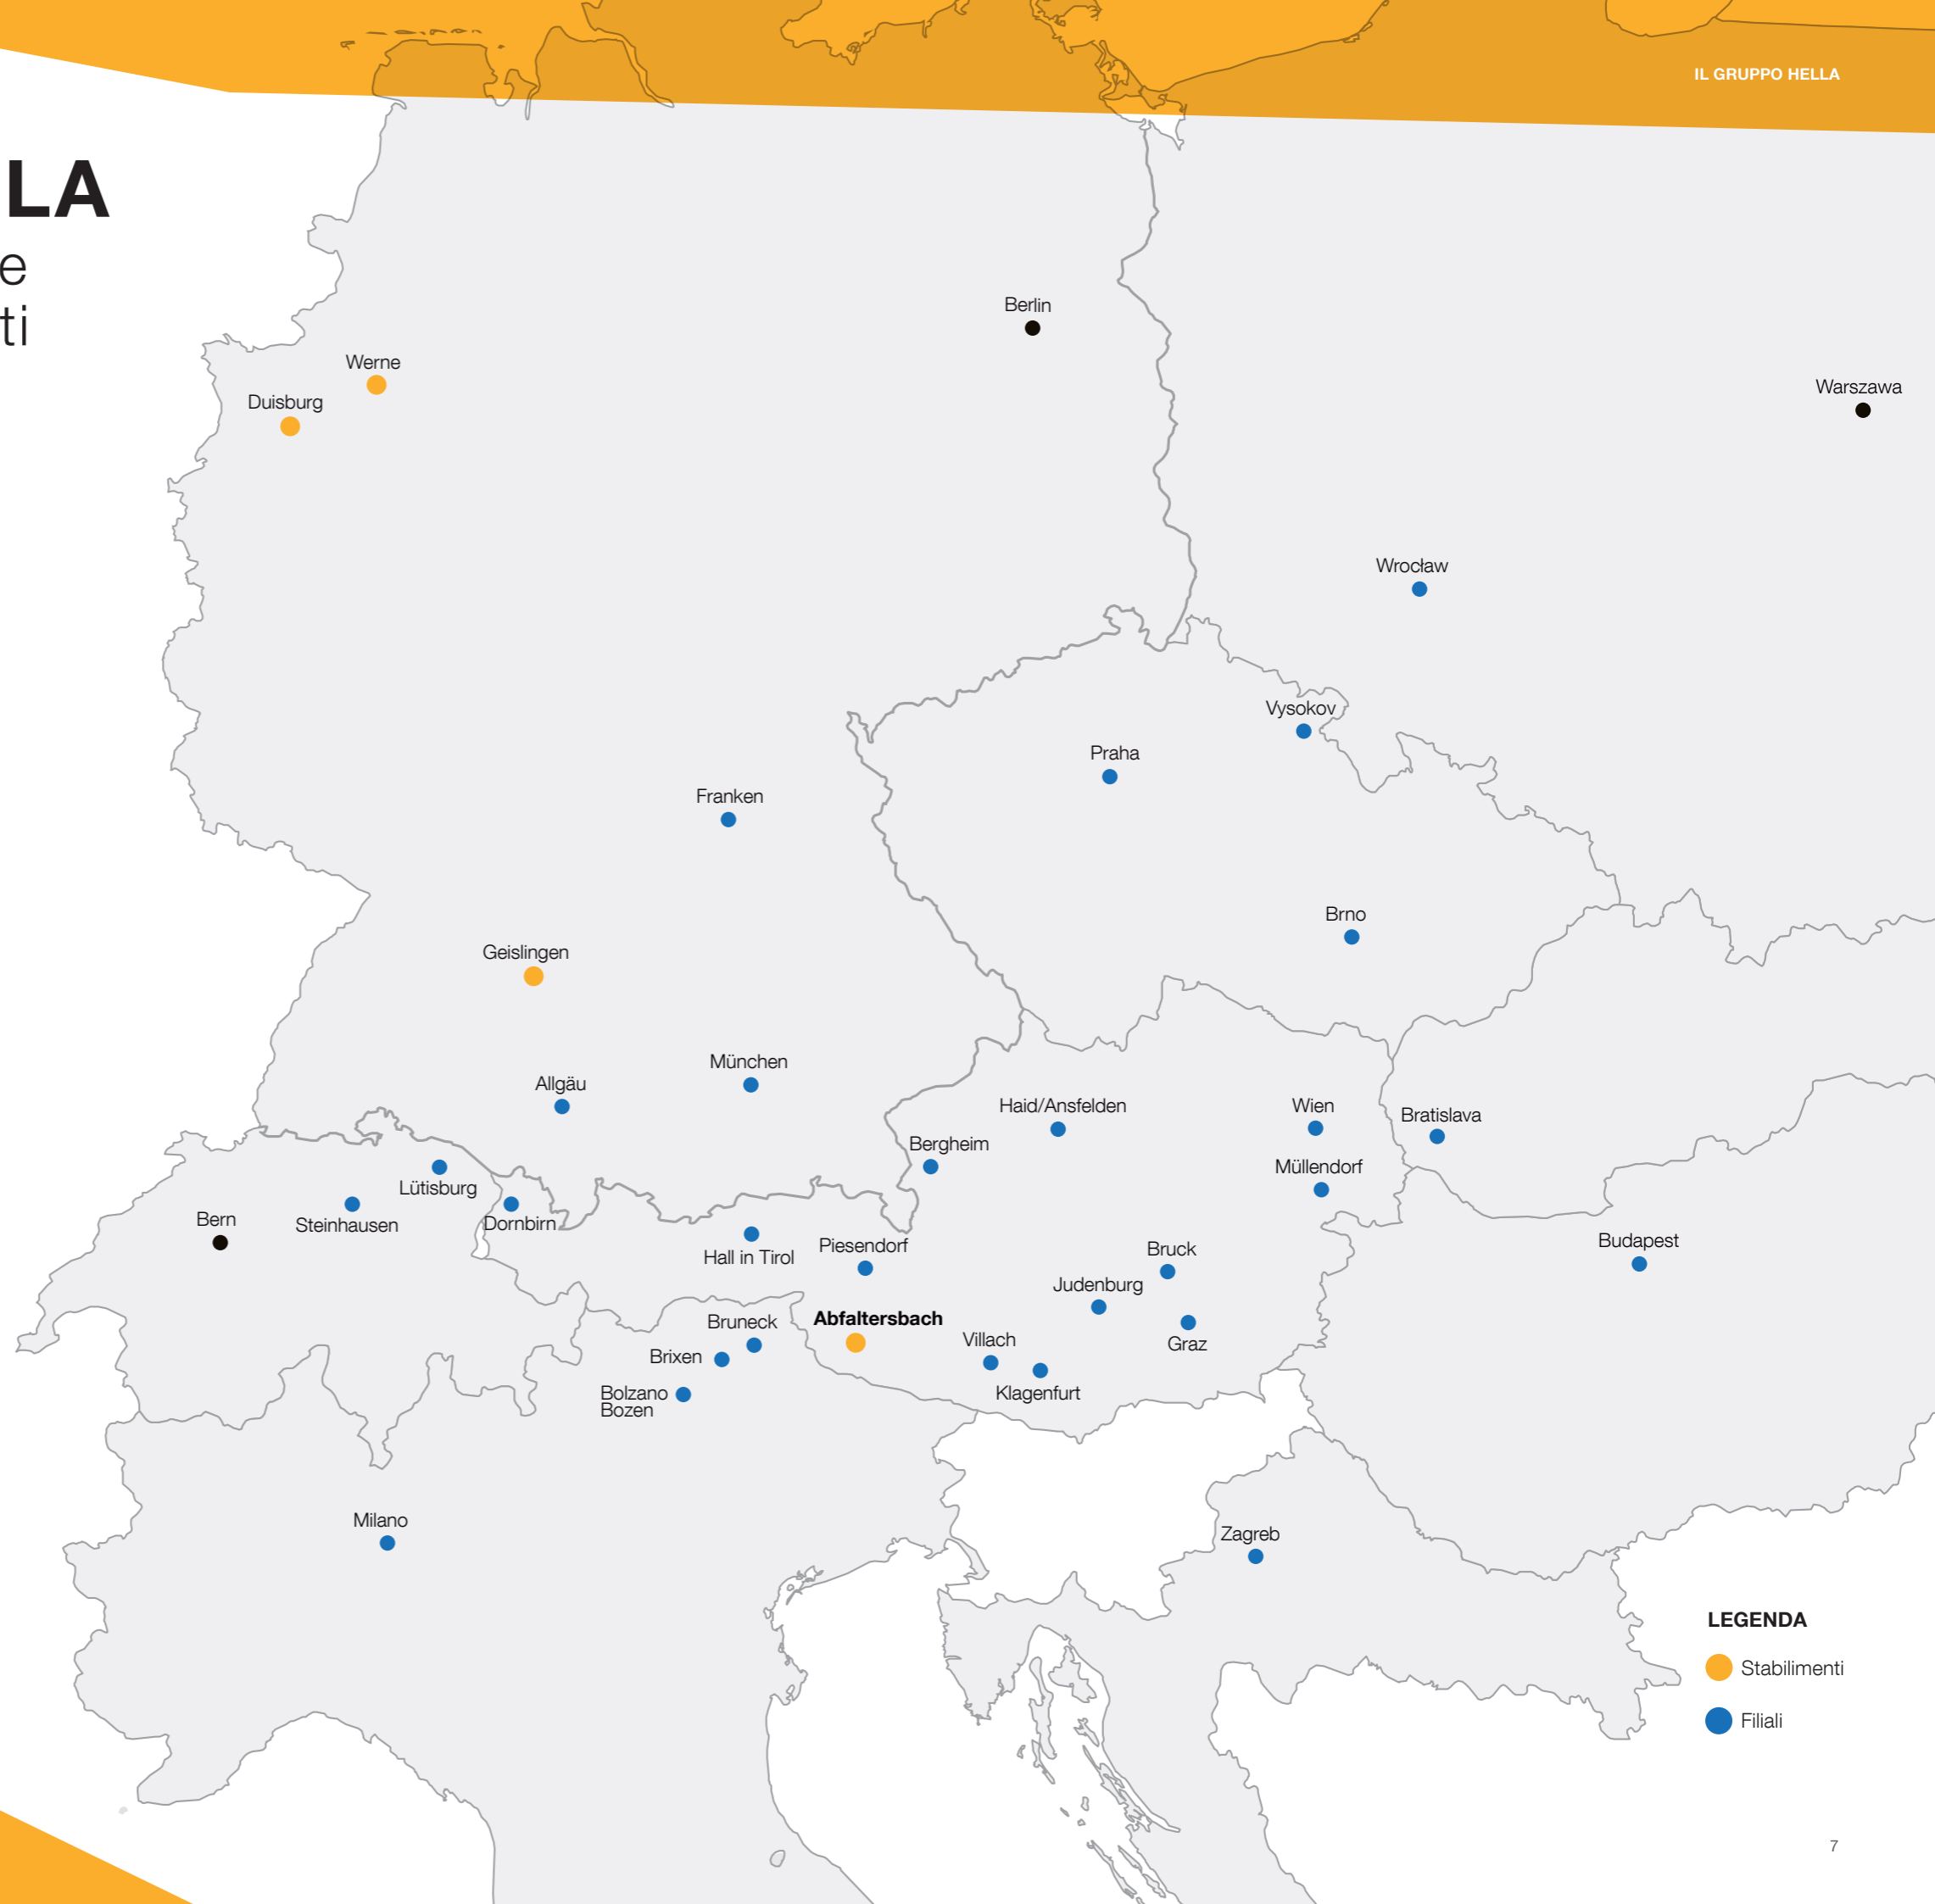 IL GRUPPO HELLA
LA
e
ti
Berlin
Werne
Warszawa
Duisburg
Wrocław
Vysokov
Praha
Franken
Brno
Geislingen
München
Allgäu
Haid/Ansfelden
Wien
Bratislava
Bergheim
Müllendorf
Lütisburg
Bern
Steinhausen
Dornbirn
Hall in Tirol
Piesendorf
Bruck
Budapest
Judenburg
Abfaltersbach
Bruneck
Villach
Graz
Brixen
Bolzano
Bozen
Klagenfurt
Milano
Zagreb
LEGENDA
Stabilimenti
Filiali
7